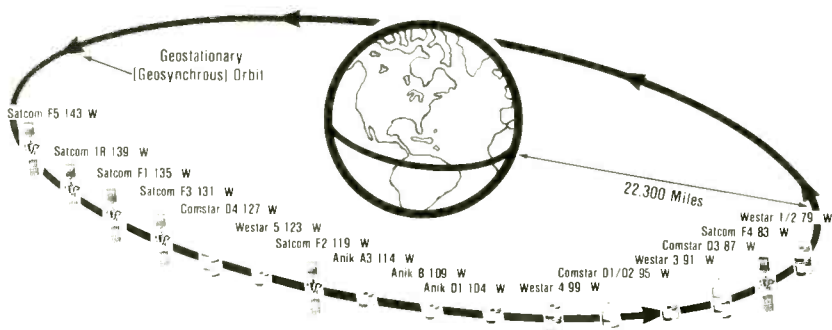 Geostationary
[Geosynchrous] Orbit
Satcom F5 143 W
Satcom 1R 139 W
Satcom F1 135 W
Satcom F3 131 W
Comstar D4 127 W
Westar 5 123 W
Satcom F2 119 W
Anik A3 114 W
Anik B 109 W
Anik D1 104 W
Westar 4 99 W
Comstar D1/D2 95 W
Westar 3 91 W
Comstar D3 87 W
Satcom F4 83 W
Westar 1/2 79 W
22.300 Miles